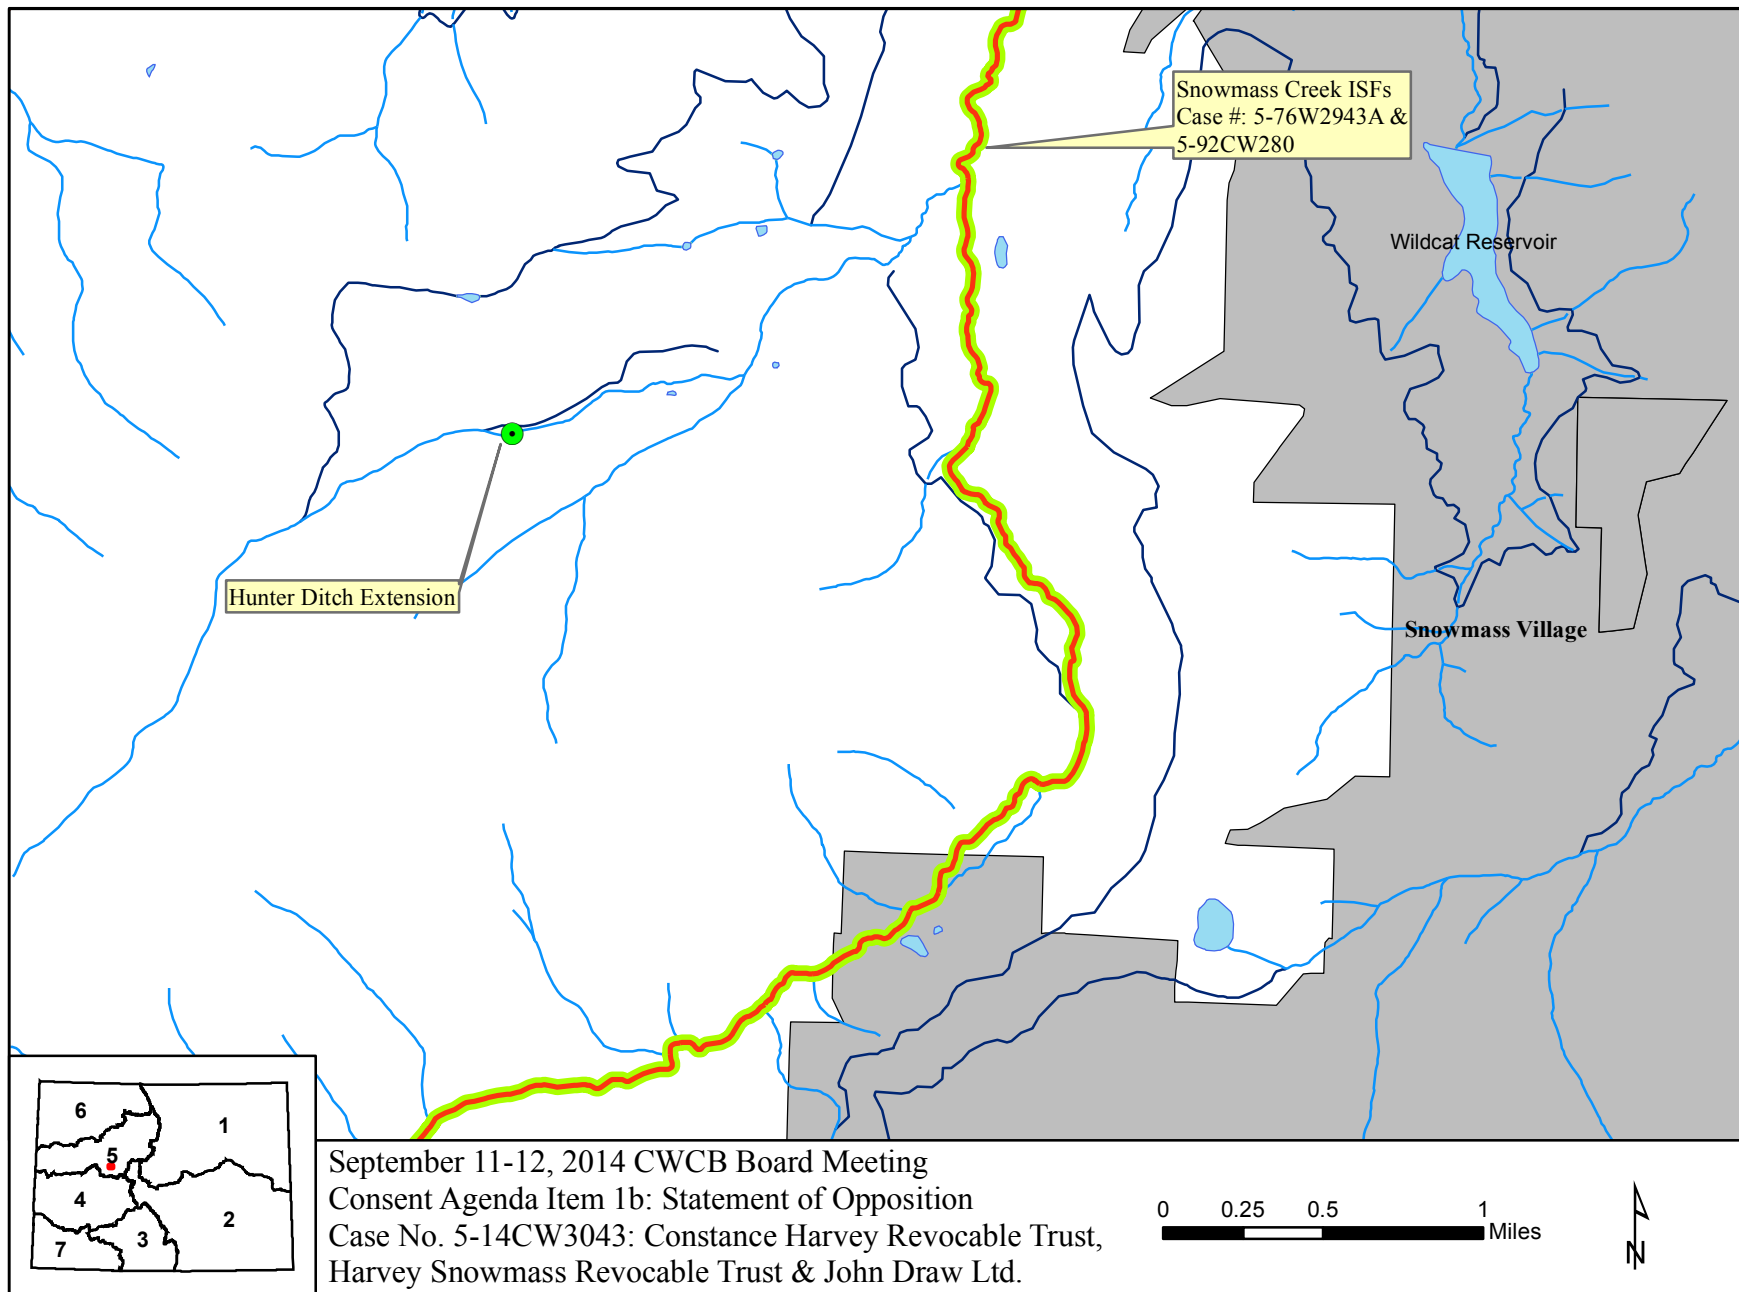 Snowmass Creek ISFs
Case #: 5-76W2943A &
5-92CW280
Wildcat Reservoir
Hunter Ditch Extension
Snowmass Village
6
1
5
4
2
3
7
September 11-12, 2014 CWCB Board Meeting
Consent Agenda Item 1b: Statement of Opposition
Case No. 5-14CW3043: Constance Harvey Revocable Trust,
Harvey Snowmass Revocable Trust & John Draw Ltd.
0 0.25 0.5 1
Miles
N